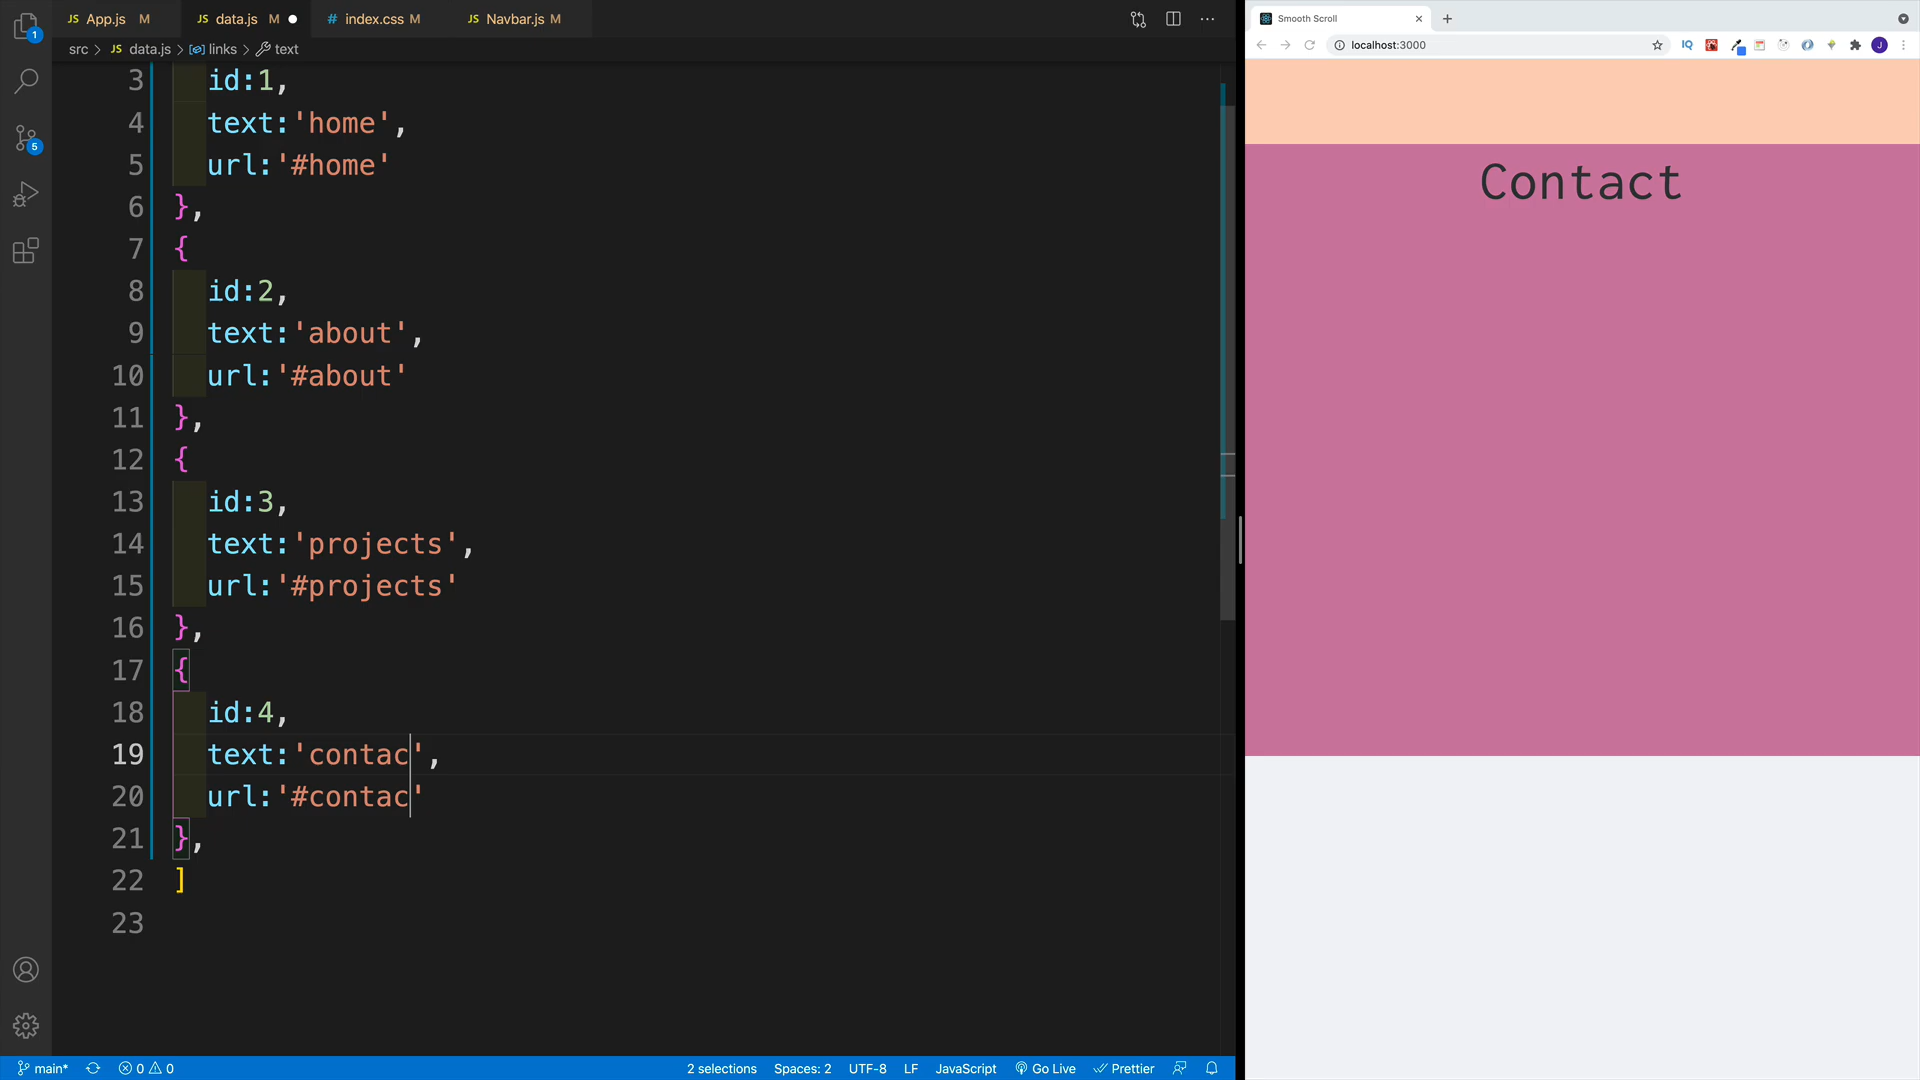 JS App.js M
JS data.js M
# index.css M
JS Navbar.js M
src > JS data.js > links > text
3 id:1,
4 text:'home',
5 url:'#home'
6 },
7 {
8 id:2,
9 text:'about',
10 url:'#about'
11 },
12 {
13 id:3,
14 text:'projects',
15 url:'#projects'
16 },
17 {
18 id:4,
19 text:'contac',
20 url:'#contac'
21 },
22 ]
23
1
5
main* 0 0
2 selections Spaces: 2 UTF-8 LF JavaScript Go Live Prettier
Smooth Scroll
localhost:3000
IQ
J
Contact